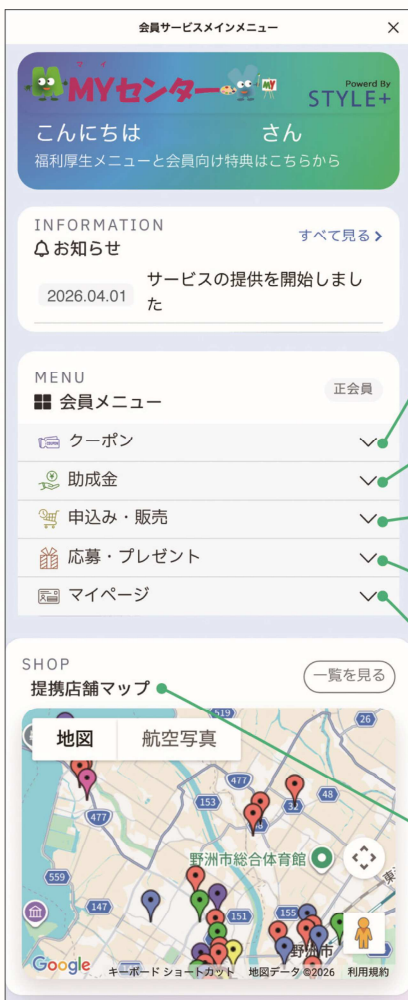 会員サービスメインメニュー
マイ
MYセンター
MY
Powerd By
STYLE+
こんにちは さん
福利厚生メニューと会員向け特典はこちらから
INFORMATION
お知らせ
すべて見る
2026.04.01
サービスの提供を開始しました
MENU
会員メニュー
正会員
クーポン
助成金
申込み・販売
応募・プレゼント
マイページ
SHOP
提携店舗マップ
一覧を見る
地図
航空写真
519
26
477
48
153
32
477
野洲市総合体育館
559
147
151
155
野洲市
Google
キーボード ショートカット
地図データ ©2026
利用規約